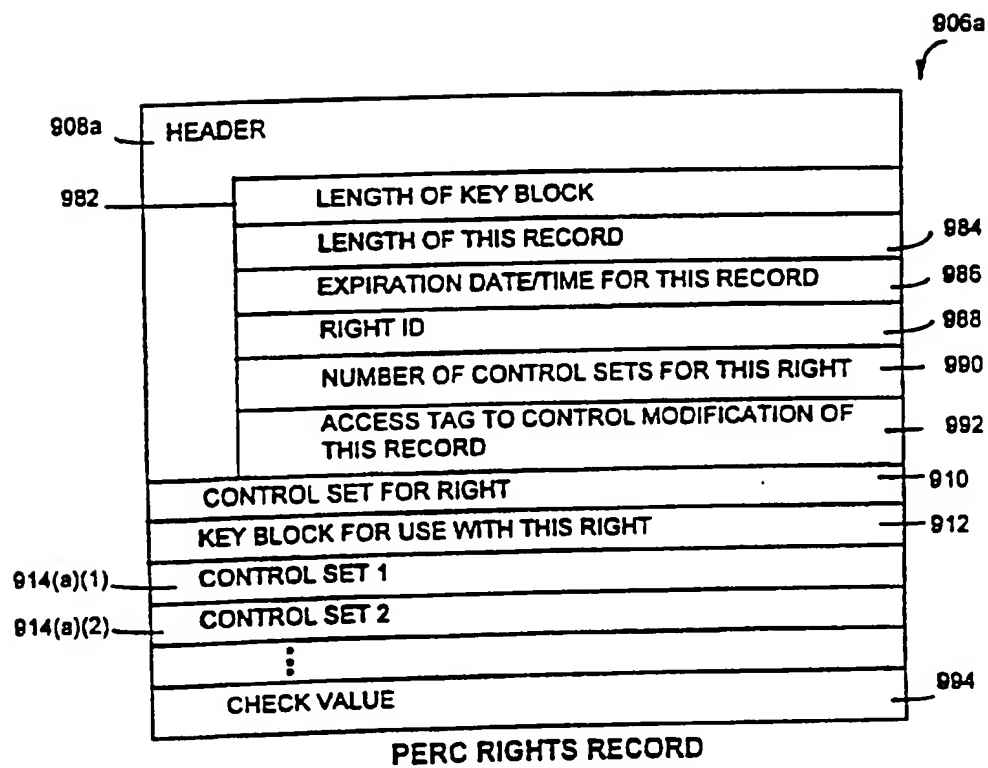 906a
908a
HEADER
982
LENGTH OF KEY BLOCK
LENGTH OF THIS RECORD
984
EXPIRATION DATE/TIME FOR THIS RECORD
986
RIGHT ID
988
NUMBER OF CONTROL SETS FOR THIS RIGHT
990
ACCESS TAG TO CONTROL MODIFICATION OF
THIS RECORD
992
CONTROL SET FOR RIGHT
910
KEY BLOCK FOR USE WITH THIS RIGHT
912
914(a)(1)
CONTROL SET 1
914(a)(2)
CONTROL SET 2
CHECK VALUE
994
PERC RIGHTS RECORD